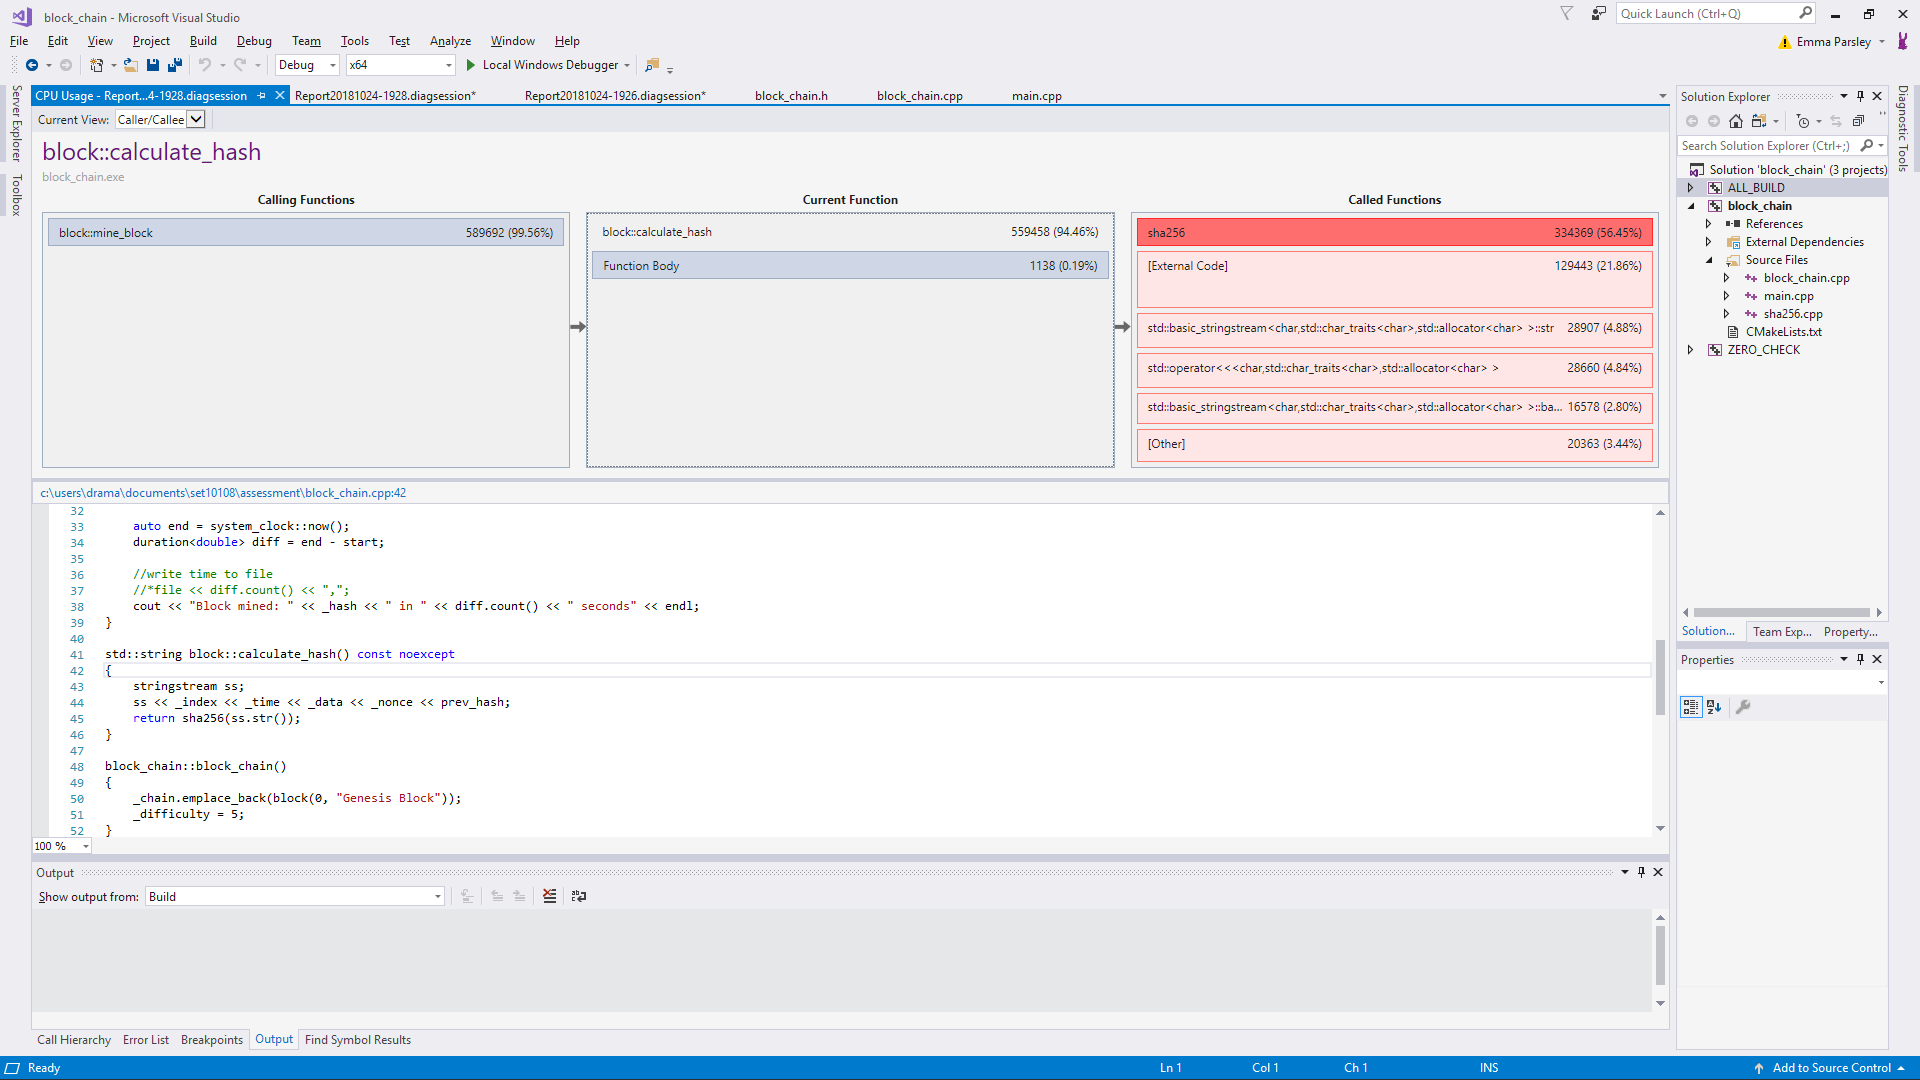 block_chain - Microsoft Visual Studio
Quick Launch (Ctrl+Q)
File Edit View Project Build Debug Team Tools Test Analyze Window Help
Emma Parsley
Debug x64 Local Windows Debugger
Server Explorer
Toolbox
CPU Usage - Report...4-1928.diagsession Report20181024-1928.diagsession* Report20181024-1926.diagsession* block_chain.h block_chain.cpp main.cpp
Current View: Caller/Callee
block::calculate_hash
block_chain.exe
Calling Functions Current Function Called Functions
block::mine_block 589692 (99.56%)
block::calculate_hash 559458 (94.46%)
Function Body 1138 (0.19%)
sha256 334369 (56.45%)
[External Code] 129443 (21.86%)
std::basic_stringstream<char,std::char_traits<char>,std::allocator<char> >::str 28907 (4.88%)
std::operator<<<char,std::char_traits<char>,std::allocator<char> > 28660 (4.84%)
std::basic_stringstream<char,std::char_traits<char>,std::allocator<char> >::ba... 16578 (2.80%)
[Other] 20363 (3.44%)
c:\users\drama\documents\set10108\assessment\block_chain.cpp:42
32
33 auto end = system_clock::now();
34 duration<double> diff = end - start;
35
36 //write time to file
37 //*file << diff.count() << ",";
38 cout << "Block mined: " << _hash << " in " << diff.count() << " seconds" << endl;
39 }
40
41 std::string block::calculate_hash() const noexcept
42 {
43 stringstream ss;
44 ss << _index << _time << _data << _nonce << prev_hash;
45 return sha256(ss.str());
46 }
47
48 block_chain::block_chain()
49 {
50 _chain.emplace_back(block(0, "Genesis Block"));
51 _difficulty = 5;
52 }
100 %
Output
Show output from: Build
Call Hierarchy Error List Breakpoints Output Find Symbol Results
Solution Explorer
Search Solution Explorer (Ctrl+;)
Solution 'block_chain' (3 projects)
ALL_BUILD
block_chain
References
External Dependencies
Source Files
block_chain.cpp
main.cpp
sha256.cpp
CMakeLists.txt
ZERO_CHECK
Solution... Team Exp... Property...
Properties
Diagnostic Tools
Ready Ln 1 Col 1 Ch 1 INS Add to Source Control